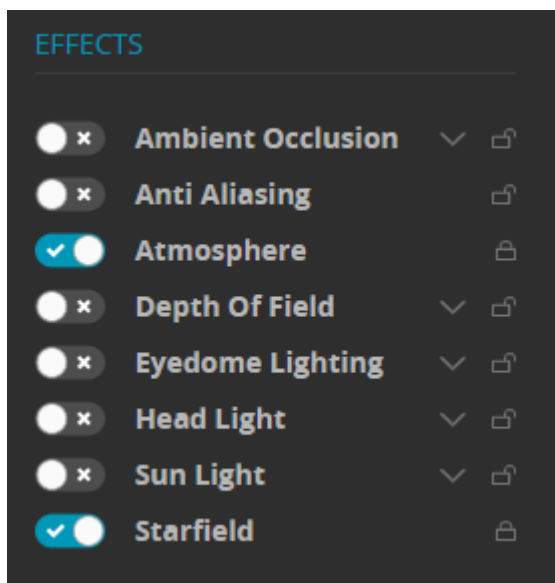 EFFECTS
Ambient Occlusion
Anti Aliasing
Atmosphere
Depth Of Field
Eyedome Lighting
Head Light
Sun Light
Starfield